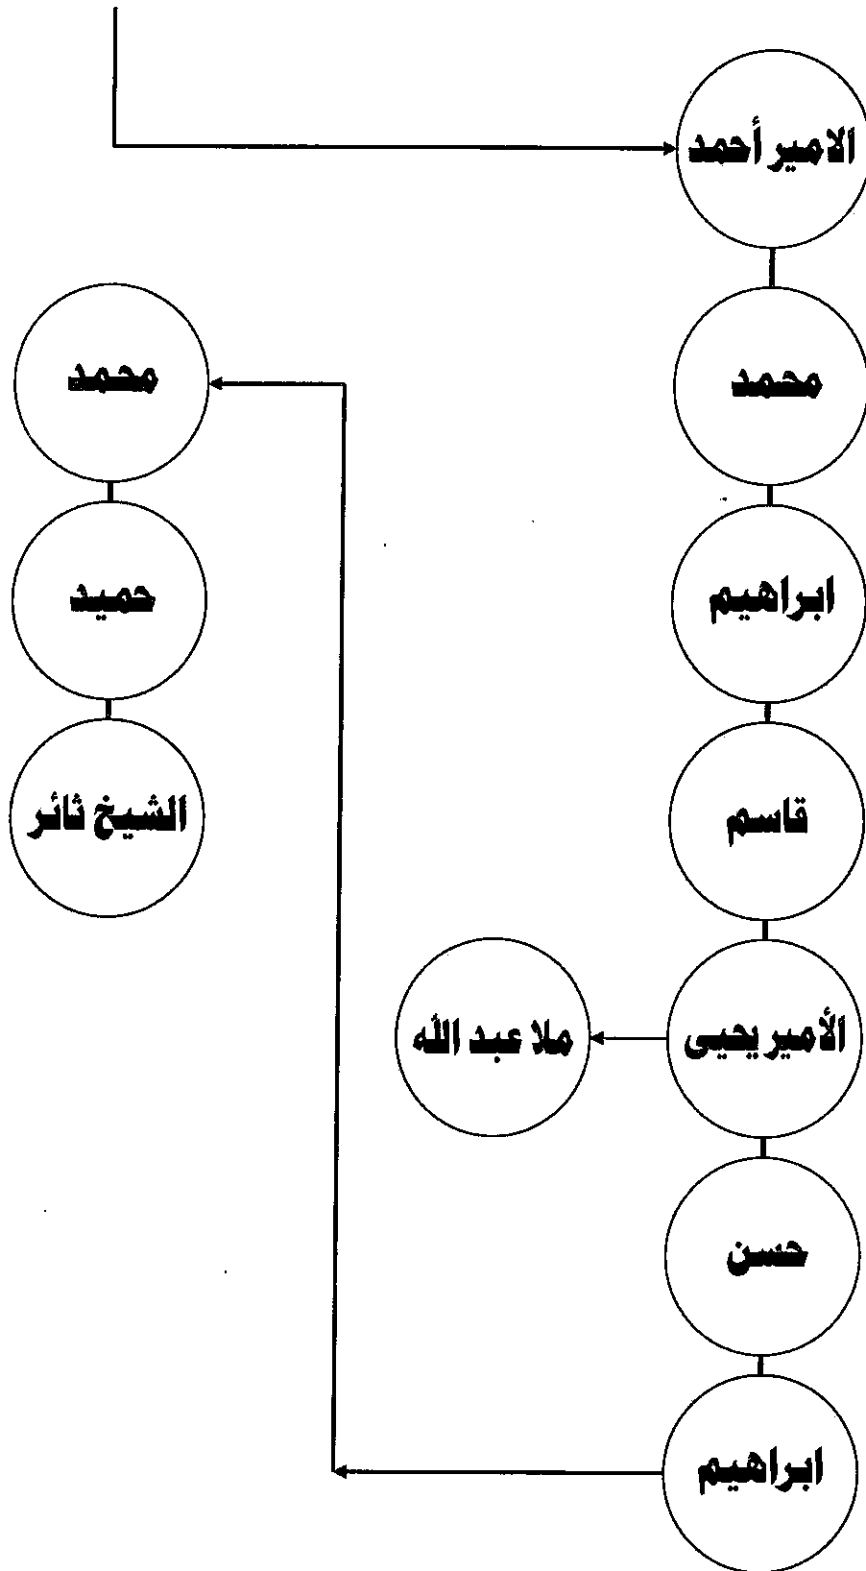 الامير أحمد
محمد
ابراهيم
قاسم
الأمير يحيى
ملا عبد الله
حسن
ابراهيم
محمد
حميد
الشيخ ثائر